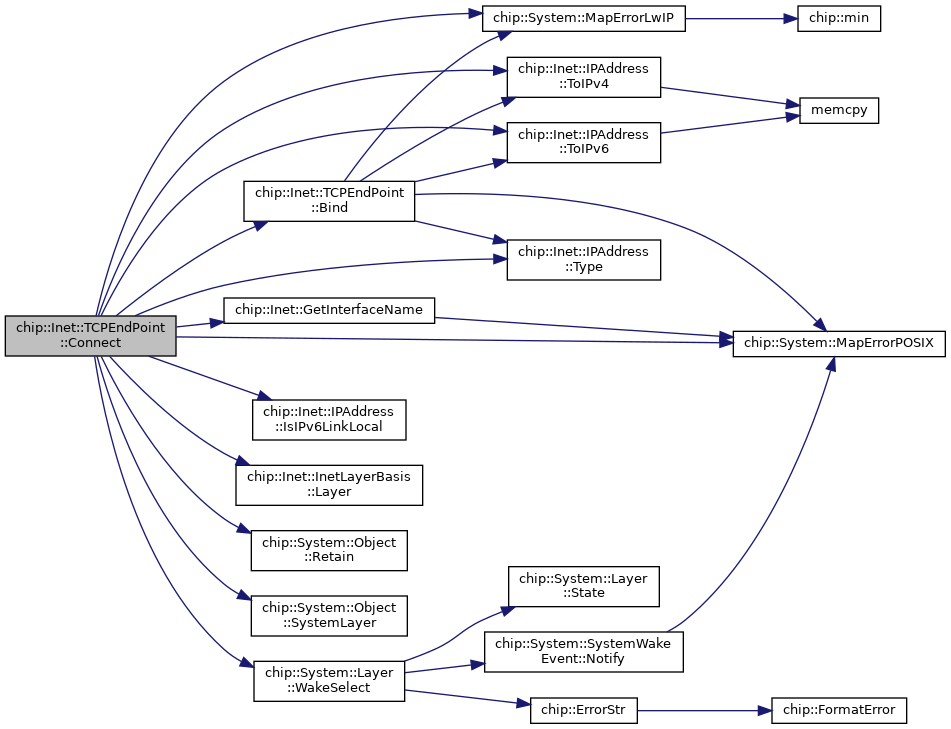 chip::System::MapErrorLwIP
chip::min
chip::Inet::IPAddress
::ToIPv4
memcpy
chip::Inet::IPAddress
::ToIPv6
chip::Inet::TCPEndPoint
::Bind
chip::Inet::IPAddress
::Type
chip::Inet::GetInterfaceName
chip::Inet::TCPEndPoint
::Connect
chip::System::MapErrorPOSIX
chip::Inet::IPAddress
::IsIPv6LinkLocal
chip::Inet::InetLayerBasis
::Layer
chip::System::Object
::Retain
chip::System::Layer
::State
chip::System::Object
::SystemLayer
chip::System::SystemWake
Event::Notify
chip::System::Layer
::WakeSelect
chip::ErrorStr
chip::FormatError